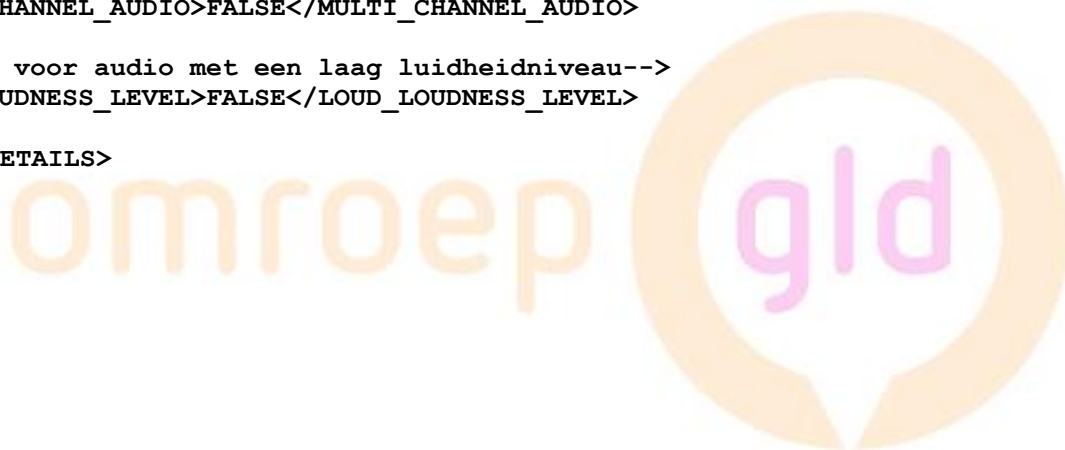 HANNEL_AUDIO>FALSE</MULTI_CHANNEL_AUDIO>
voor audio met een laag luidheidniveau-->
UDNESS_LEVEL>FALSE</LOUD_LOUDNESS_LEVEL>
ETAILS>
omroep gld